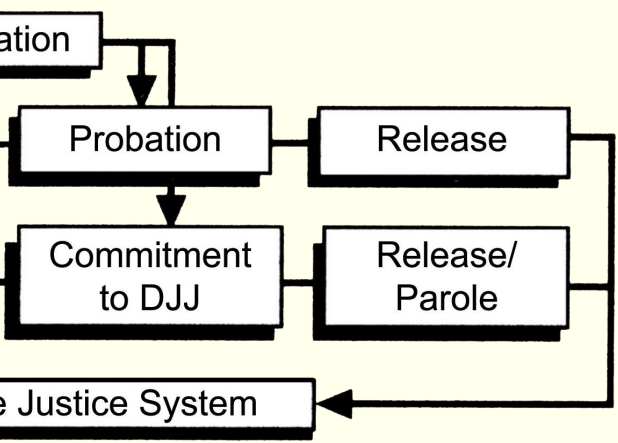 ation
Probation
Release
Commitment
to DJJ
Release/
Parole
e Justice System